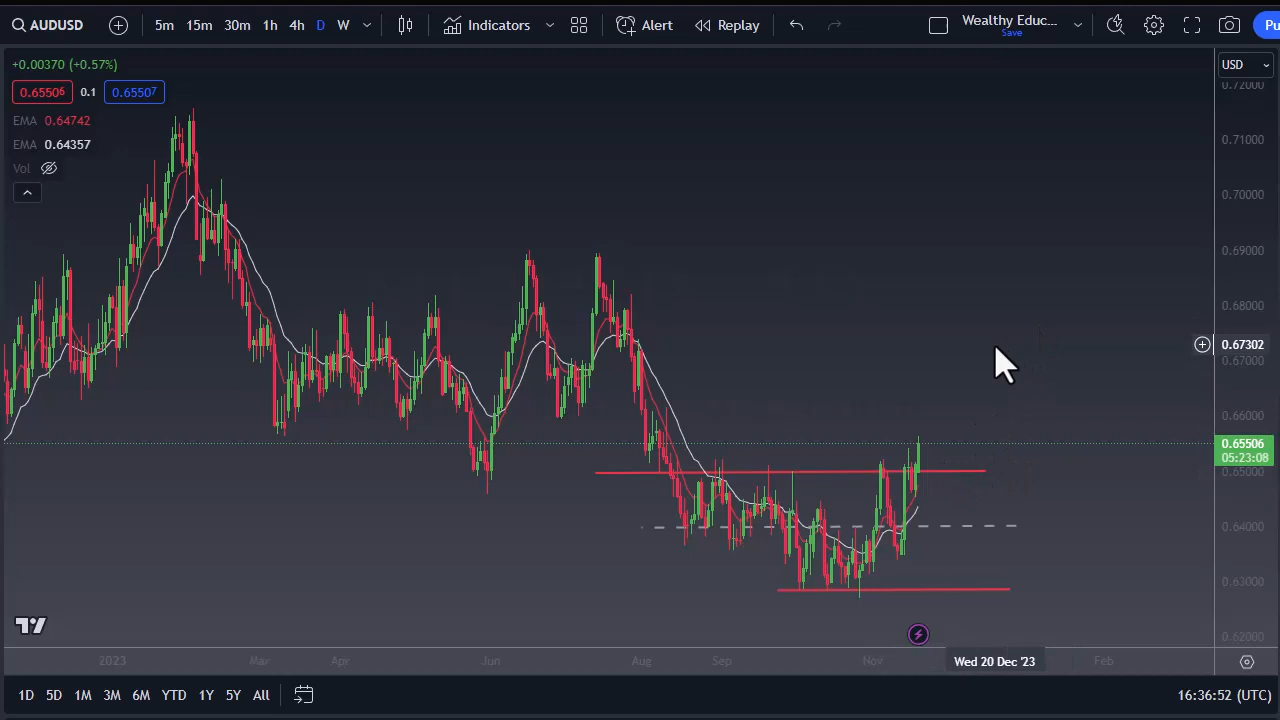 AUDUSD 5m 15m 30m 1h 4h D W Indicators Alert Replay Wealthy Educ... Save Pu
+0.00370 (+0.57%) USD
0.65506 0.1 0.65507
EMA 0.64742
EMA 0.64357
Vol
0.72000
0.71000
0.70000
0.69000
0.68000
0.67302
0.67000
0.66000
0.65506
05:23:08
0.65000
0.64000
0.63000
0.62000
2023 Mar Apr Jun Aug Sep Nov Wed 20 Dec '23 Feb
1D 5D 1M 3M 6M YTD 1Y 5Y All 16:36:52 (UTC)